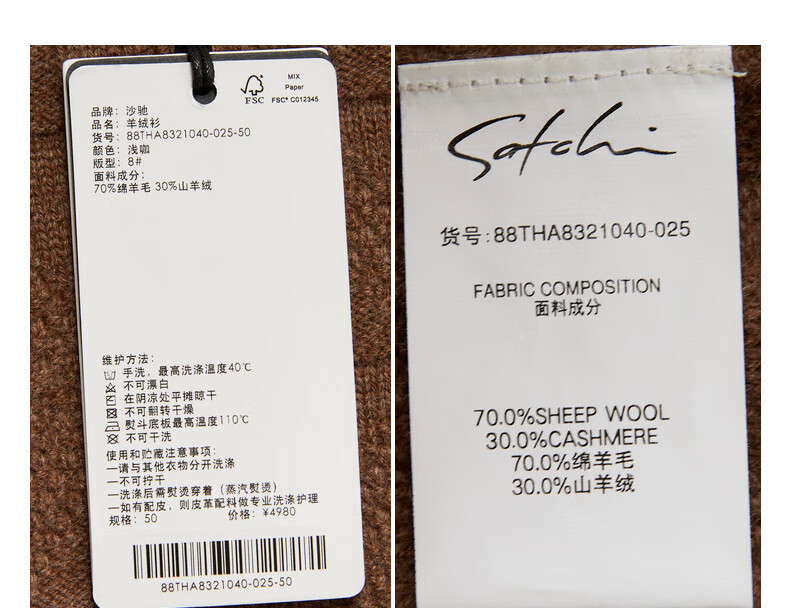 FSC
MIX
Paper
FSC® C012345
品牌: 沙驰
品名: 羊绒衫
货号: 88THA8321040-025-50
颜色: 浅咖
版型: 8#
面料成分:
70%绵羊毛 30%山羊绒
维护方法:
手洗，最高洗涤温度40℃
不可漂白
在阴凉处平摊晾干
不可翻转干燥
熨斗底板最高温度110℃
不可干洗
使用和贮藏注意事项:
一请与其他衣物分开洗涤
一不可拧干
一洗涤后需熨烫穿着（蒸汽熨烫）
一如有配皮，则皮革配料做专业洗涤护理
规格: 50 价格: ¥4980
88THA8321040-025-50
Satchi
货号:88THA8321040-025
FABRIC COMPOSITION
面料成分
70.0%SHEEP WOOL
30.0%CASHMERE
70.0%绵羊毛
30.0%山羊绒